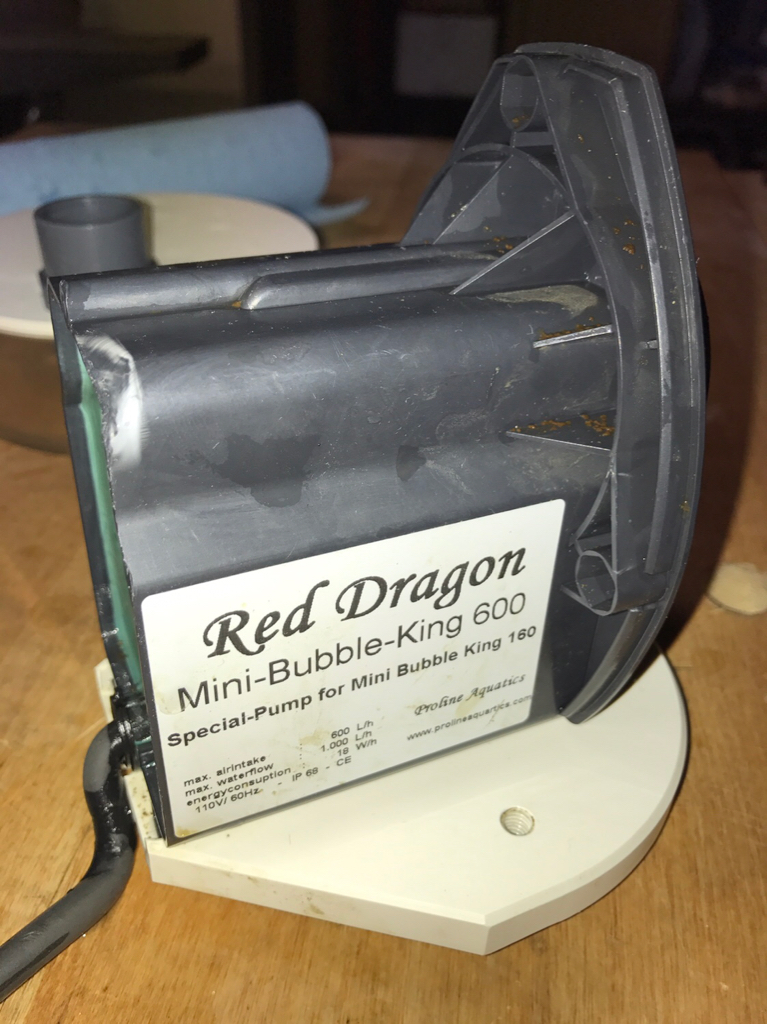 Red Dragon
Mini-Bubble-King 600
Special-Pump for Mini Bubble King 160
max. airintake : 600 L/h
max. waterflow : 1.000 L/h
energyconsuption : 18 W/h
110V/ 60Hz - IP 68 - CE
Proline Aquatics
www.prolineaquartics.com